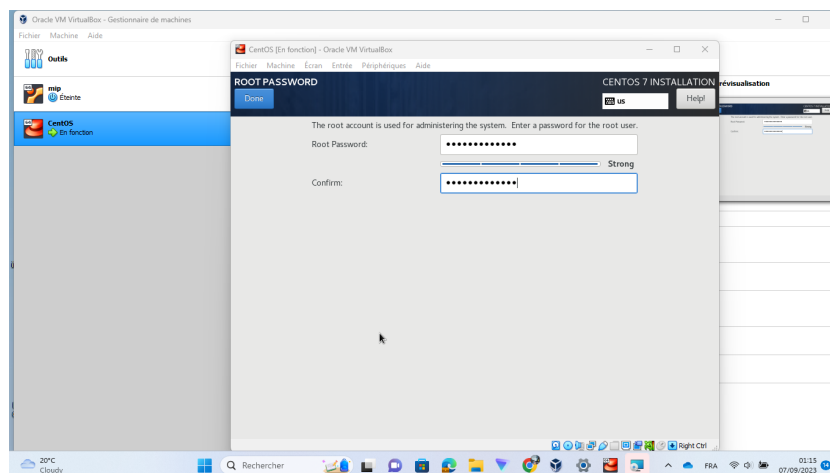 Oracle VM VirtualBox - Gestionnaire de machines
Fichier Machine Aide
Outils
mip
Éteinte
CentOS
En fonction
CentOS [En fonction] - Oracle VM VirtualBox
Fichier Machine Écran Entrée Périphériques Aide
ROOT PASSWORD
CENTOS 7 INSTALLATION
Done
us
Help!
The root account is used for administering the system. Enter a password for the root user.
Root Password:
Strong
Confirm:
Right Ctrl
révisualisation
20°C
Cloudy
Rechercher
FRA
01:15
07/09/2023